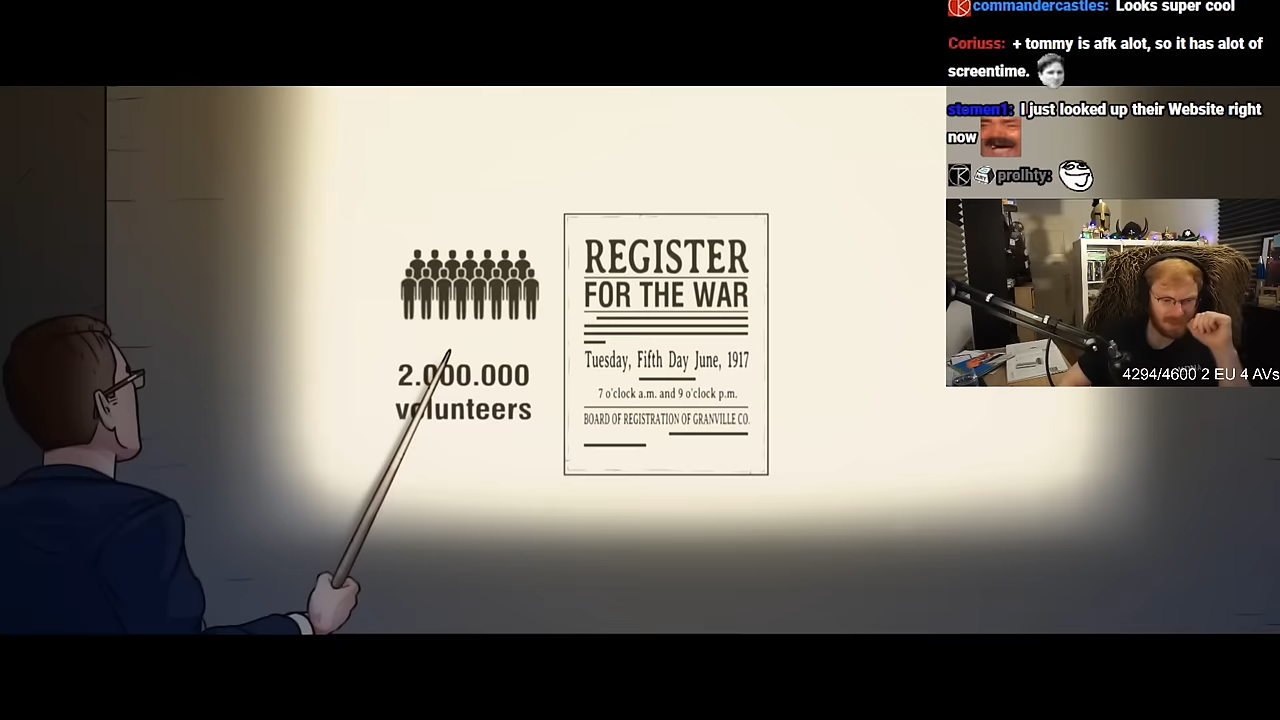 commandercastles: Looks super cool
Coriuss: + tommy is afk alot, so it has alot of
screentime.
stomen1: I just looked up their Website right
now
prolhty:
REGISTER
FOR THE WAR
Tuesday, Fifth Day June, 1917
7 o'clock a.m. and 9 o'clock p.m.
BOARD OF REGISTRATION OF GRANVILLE CO.
2.000.000
volunteers
4294/4600 2 EU 4 AVs